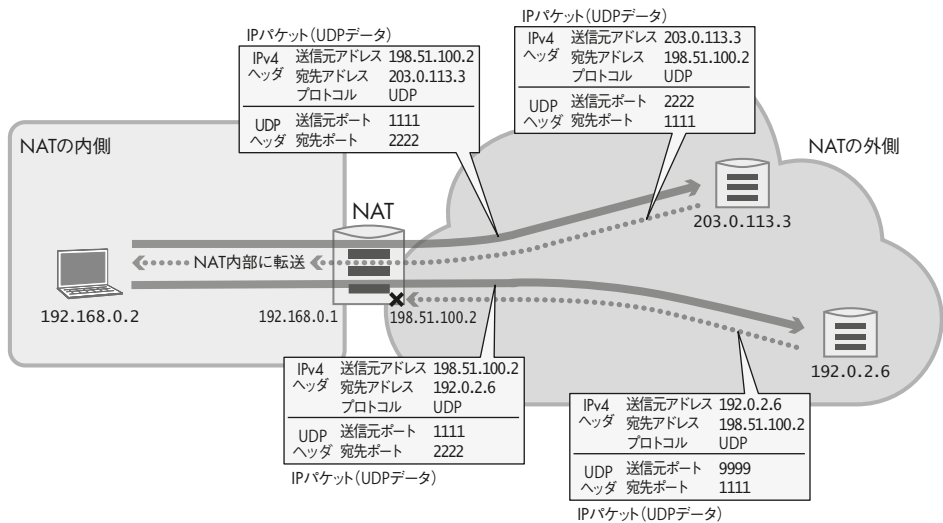 IPパケット(UDPデータ)
IPv4 送信元アドレス 198.51.100.2
ヘッダ 宛先アドレス 203.0.113.3
プロトコル UDP
UDP 送信元ポート 1111
ヘッダ 宛先ポート 2222
IPパケット(UDPデータ)
IPv4 送信元アドレス 203.0.113.3
ヘッダ 宛先アドレス 198.51.100.2
プロトコル UDP
UDP 送信元ポート 2222
ヘッダ 宛先ポート 1111
NATの内側
NATの外側
NAT
203.0.113.3
NAT内部に転送
192.168.0.2
192.168.0.1
198.51.100.2
192.0.2.6
IPv4 送信元アドレス 198.51.100.2
ヘッダ 宛先アドレス 192.0.2.6
プロトコル UDP
UDP 送信元ポート 1111
ヘッダ 宛先ポート 2222
IPパケット(UDPデータ)
IPv4 送信元アドレス 192.0.2.6
ヘッダ 宛先アドレス 198.51.100.2
プロトコル UDP
UDP 送信元ポート 9999
ヘッダ 宛先ポート 1111
IPパケット(UDPデータ)